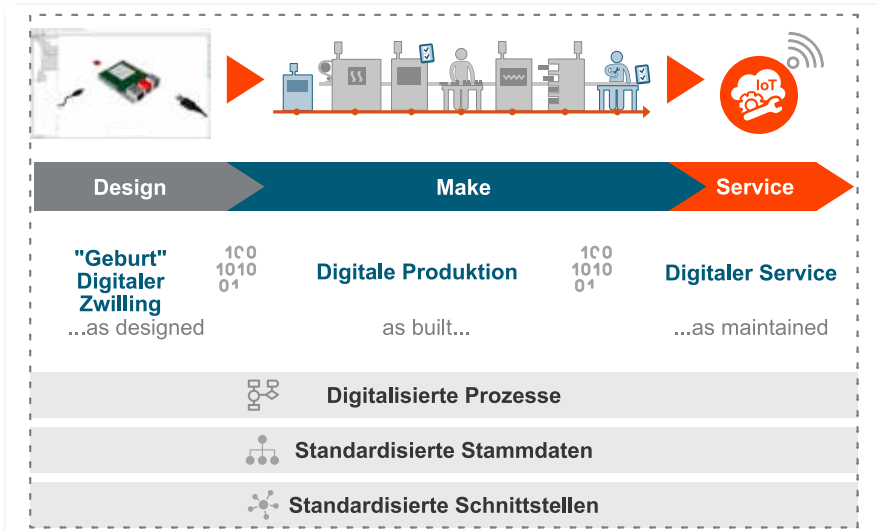 IoT
Design
Make
Service
"Geburt"
Digitaler
Zwilling
...as designed
100
1010
01
Digitale Produktion
as built...
100
1010
01
Digitaler Service
...as maintained
Digitalisierte Prozesse
Standardisierte Stammdaten
Standardisierte Schnittstellen